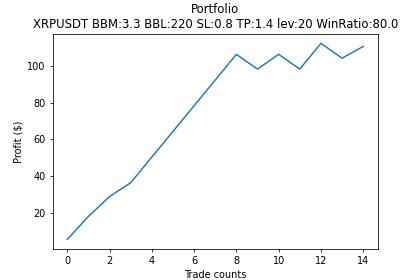 Portfolio
XRPUSDT BBM:3.3 BBL:220 SL:0.8 TP:1.4 lev:20 WinRatio:80.0
Profit ($)
100
80
60
40
20
0 2 4 6 8 10 12 14
Trade counts